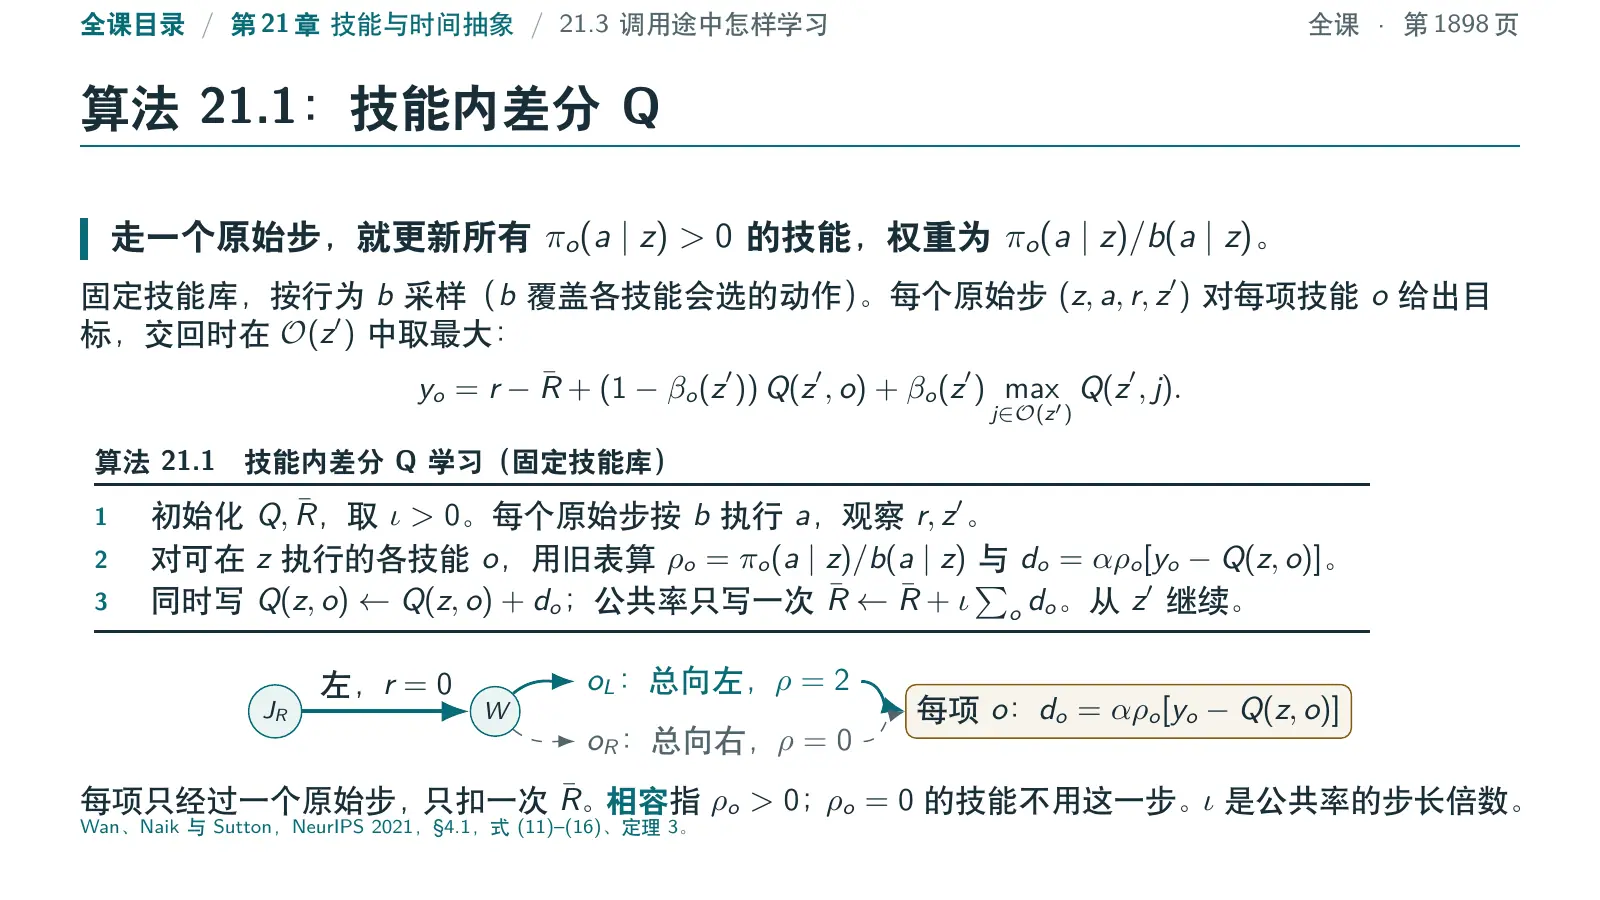 全课目录 / 第 21 章 技能与时间抽象 / 21.3 调用途中怎样学习
全课 · 第 1898 页
算法 21.1：技能内差分 Q
走一个原始步，就更新所有 πₒ(a | z) > 0 的技能，权重为 πₒ(a | z)/b(a | z)。
固定技能库，按行为 b 采样（b 覆盖各技能会选的动作）。每个原始步 (z, a, r, z′) 对每项技能 o 给出目
标，交回时在 𝒪(z′) 中取最大：
yₒ = r − R̄ + (1 − βₒ(z′)) Q(z′, o) + βₒ(z′) max_{j∈𝒪(z′)} Q(z′, j).
算法 21.1 技能内差分 Q 学习（固定技能库）
1 初始化 Q, R̄，取 ι > 0。每个原始步按 b 执行 a，观察 r, z′。
2 对可在 z 执行的各技能 o，用旧表算 ρₒ = πₒ(a | z)/b(a | z) 与 dₒ = αρₒ[yₒ − Q(z, o)]。
3 同时写 Q(z, o) ← Q(z, o) + dₒ；公共率只写一次 R̄ ← R̄ + ι∑ₒ dₒ。从 z′ 继续。
J_R
左，r = 0
W
o_L：总向左，ρ = 2
o_R：总向右，ρ = 0
每项 o：dₒ = αρₒ[yₒ − Q(z, o)]
每项只经过一个原始步，只扣一次 R̄。相容指 ρₒ > 0；ρₒ = 0 的技能不用这一步。ι 是公共率的步长倍数。
Wan、Naik 与 Sutton，NeurIPS 2021，§4.1，式 (11)–(16)、定理 3。